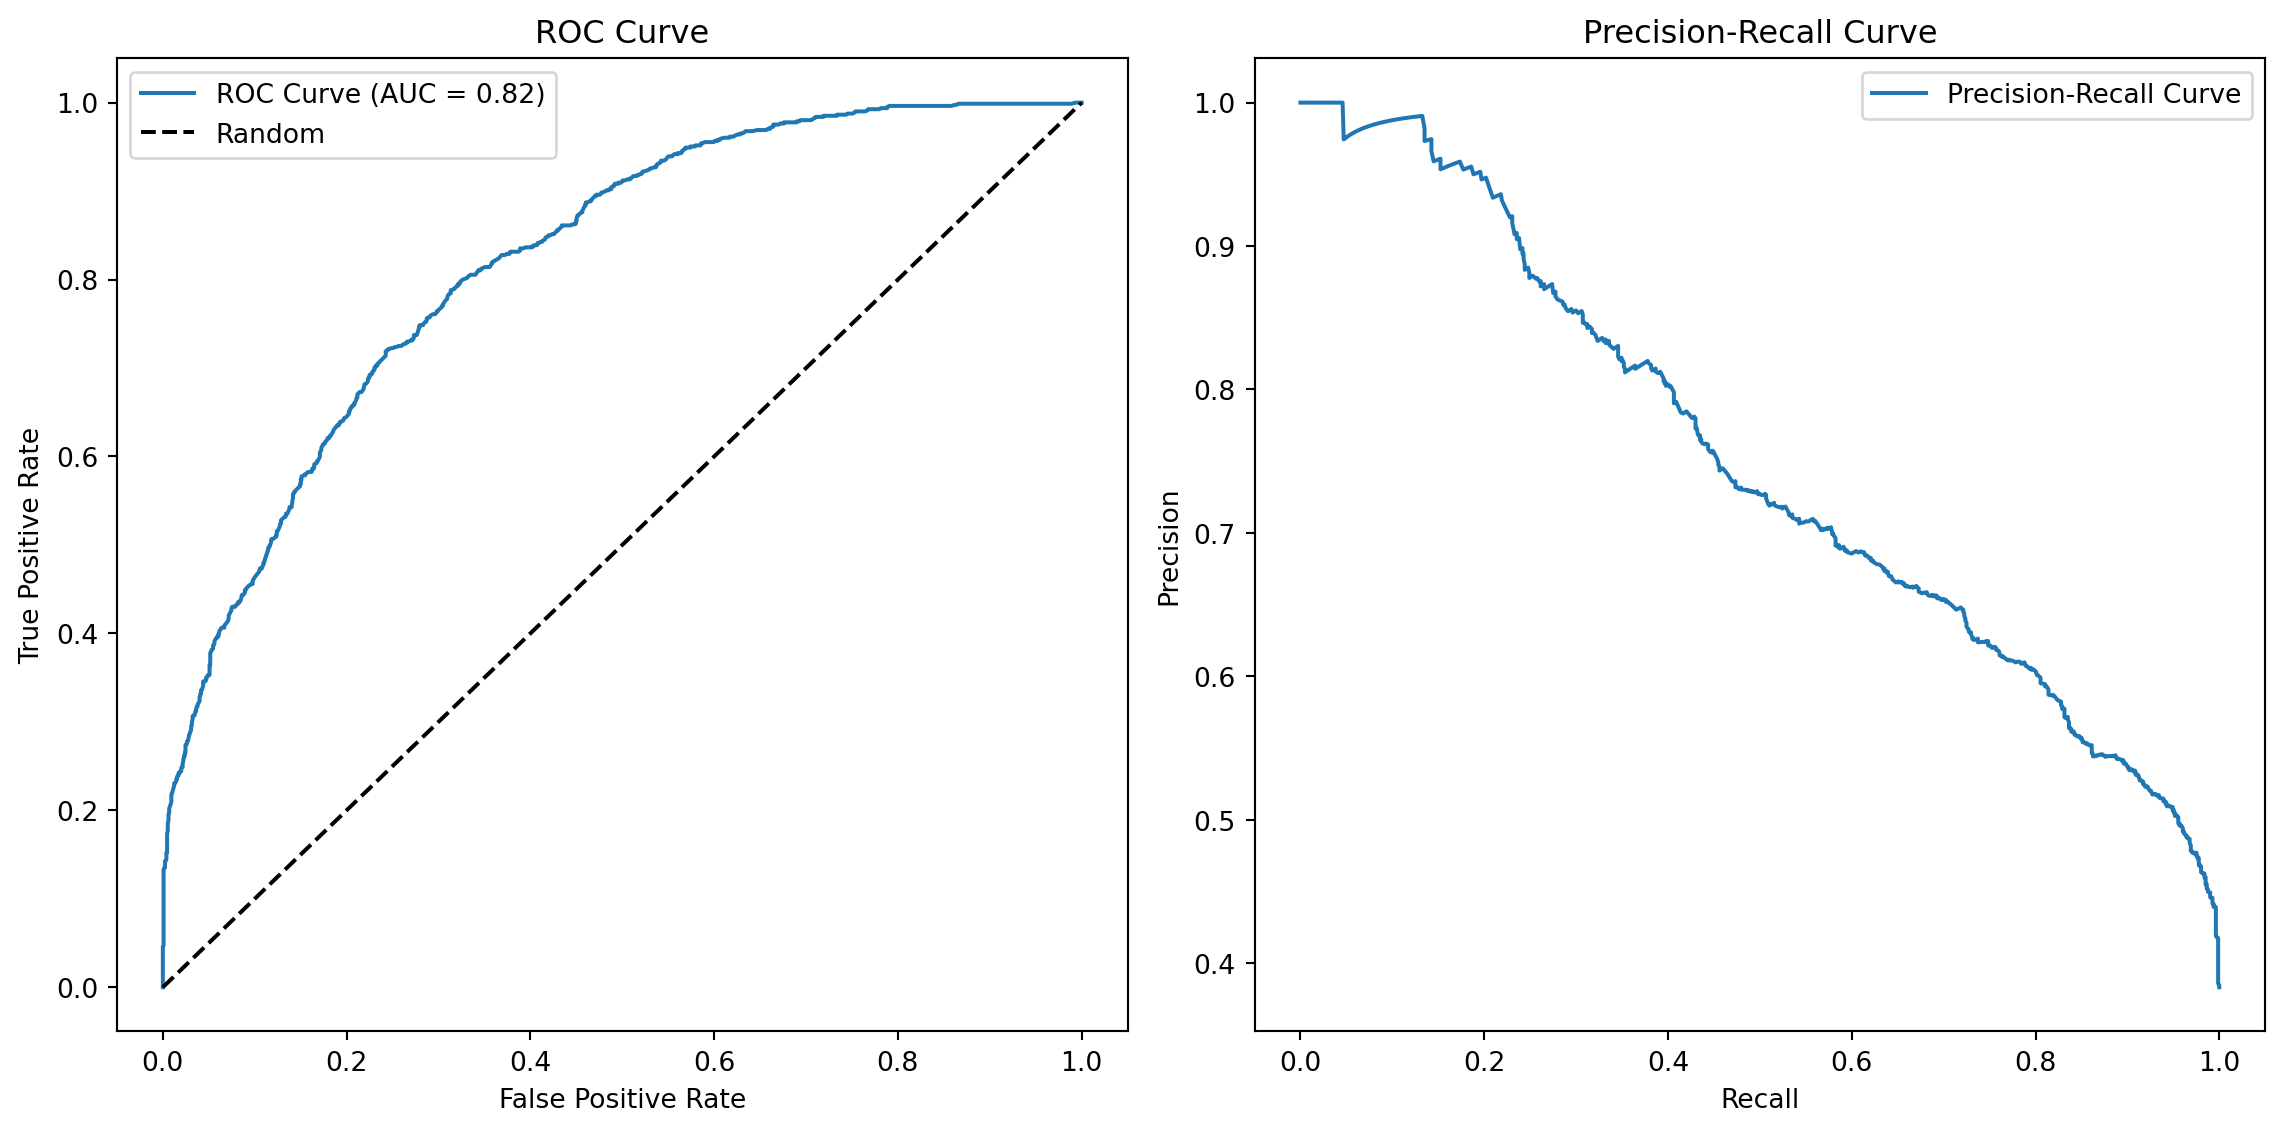 ROC Curve
ROC Curve (AUC = 0.82)
Random
1.0
0.8
0.6
0.4
0.2
0.0
True Positive Rate
0.0 0.2 0.4 0.6 0.8 1.0
False Positive Rate
Precision-Recall Curve
Precision-Recall Curve
1.0
0.9
0.8
0.7
0.6
0.5
0.4
Precision
0.0 0.2 0.4 0.6 0.8 1.0
Recall